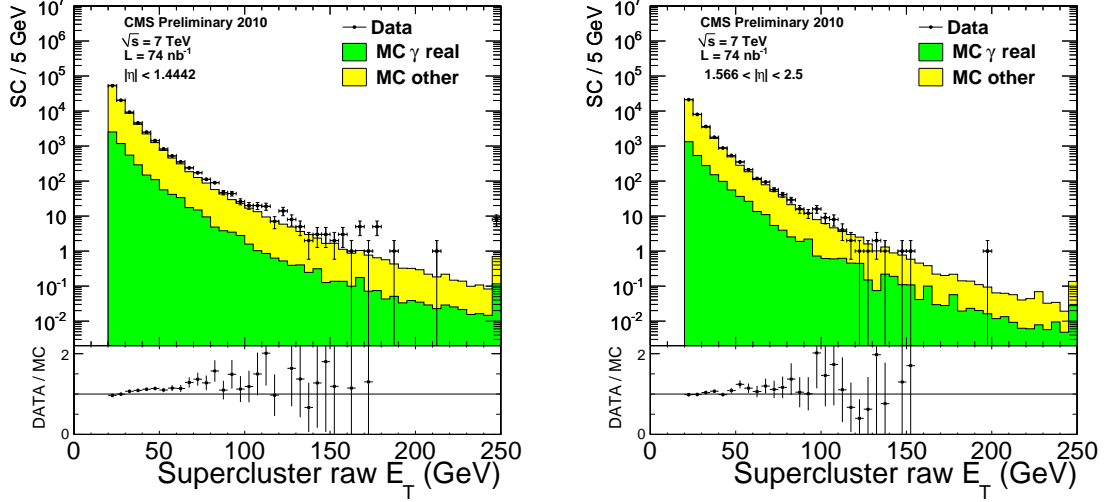 CMS Preliminary 2010
√s = 7 TeV
L = 74 nb⁻¹
|η| < 1.4442
Data
MC γ real
MC other
SC / 5 GeV
10⁷
10⁶
10⁵
10⁴
10³
10²
10
1
10⁻¹
10⁻²
DATA / MC
2
1
0
0 50 100 150 200 250
Supercluster raw E_T (GeV)
CMS Preliminary 2010
√s = 7 TeV
L = 74 nb⁻¹
1.566 < |η| < 2.5
Data
MC γ real
MC other
SC / 5 GeV
10⁷
10⁶
10⁵
10⁴
10³
10²
10
1
10⁻¹
10⁻²
DATA / MC
2
1
0
0 50 100 150 200 250
Supercluster raw E_T (GeV)